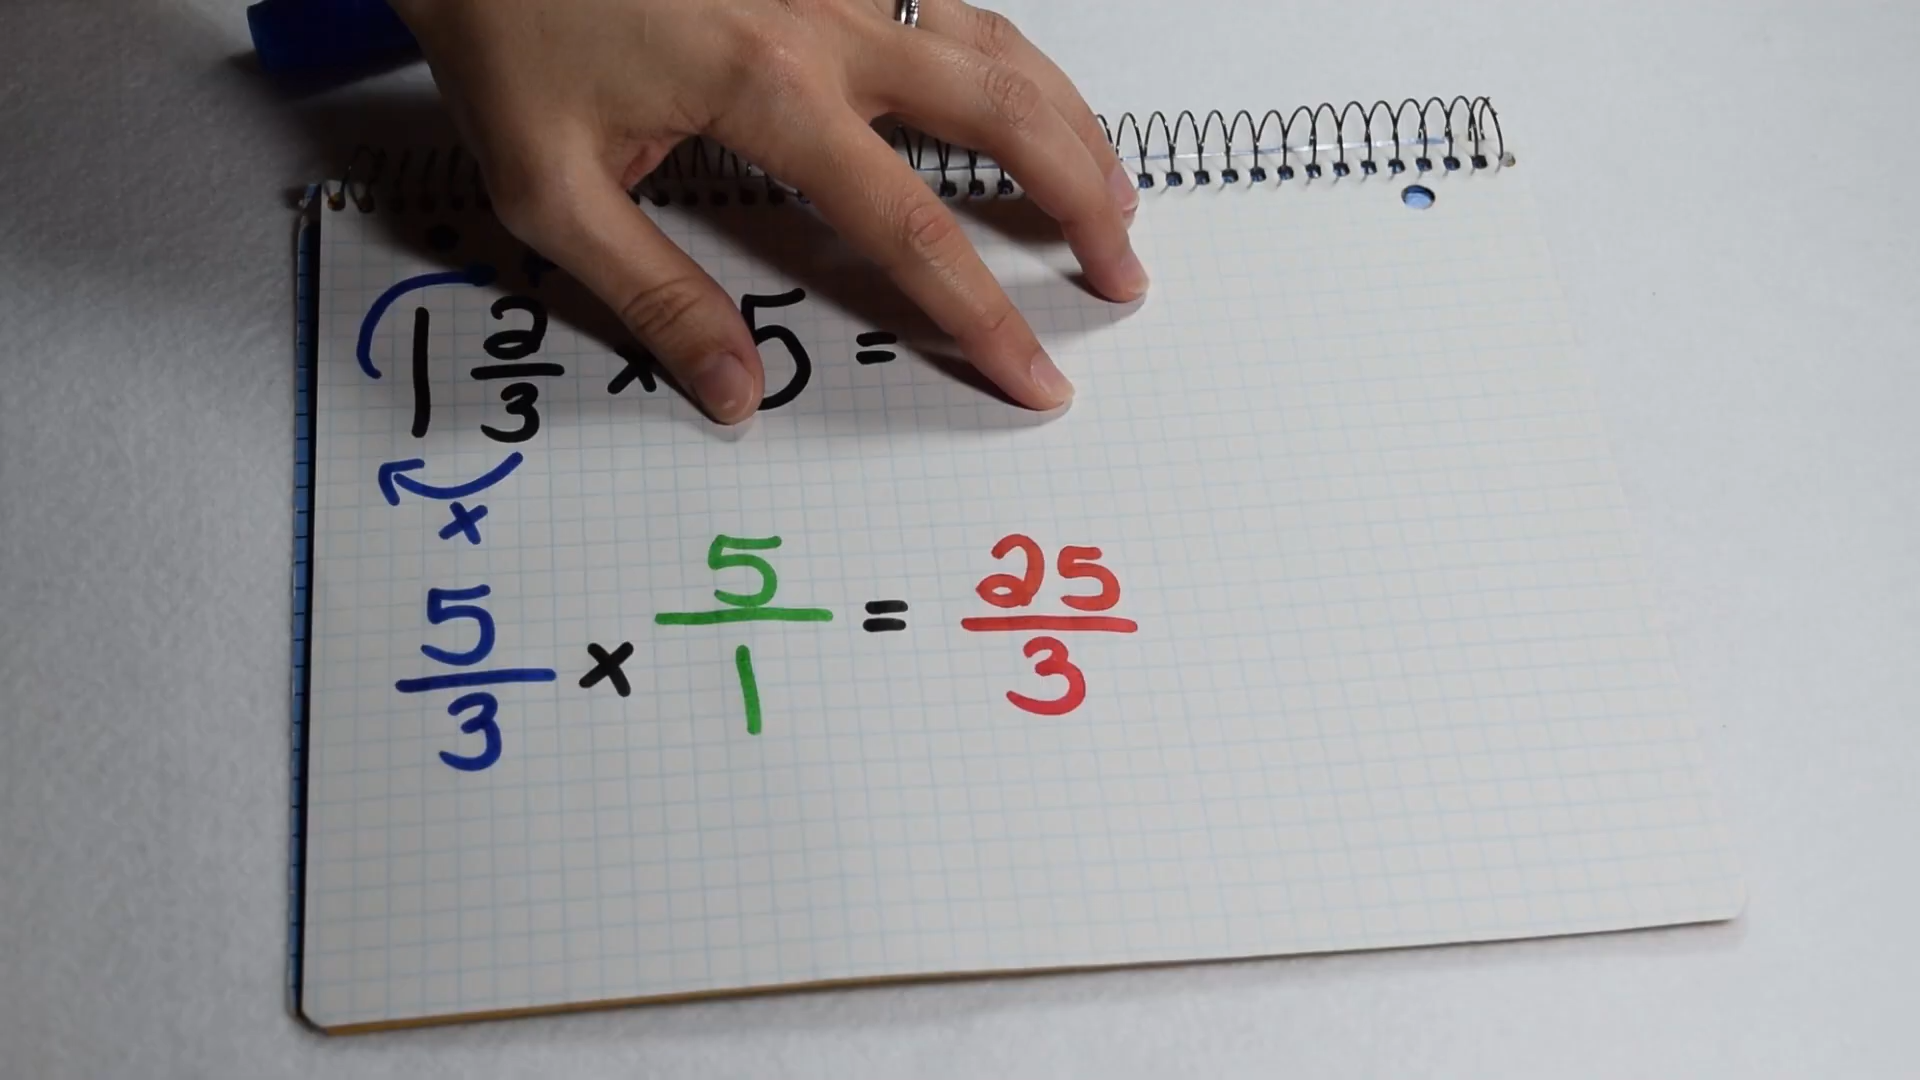 1 2/3 × 5 =
×
5/3 × 5/1 = 25/3